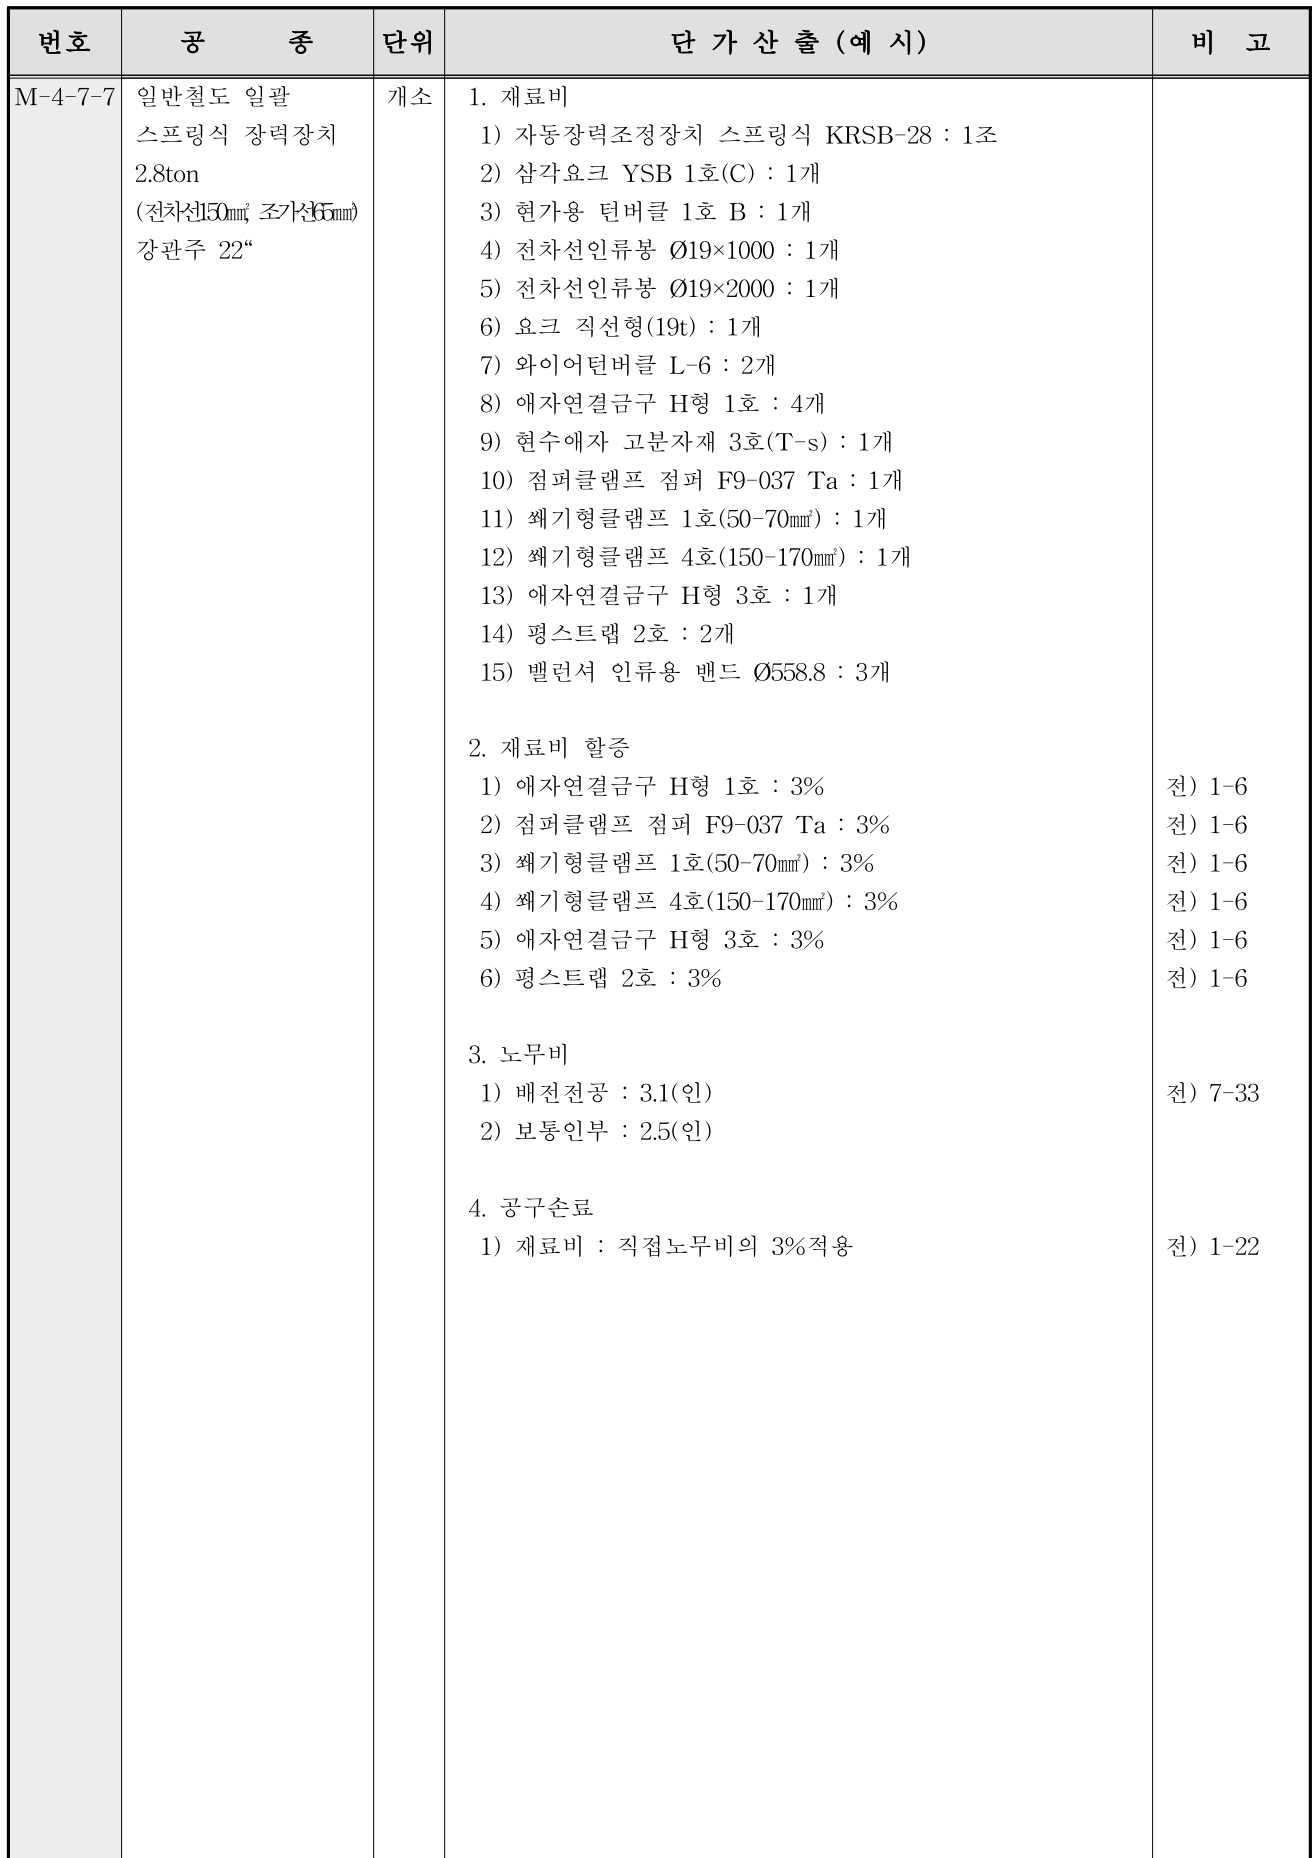 번호 공 종 단위 단 가 산 출 (예 시) 비 고
M-4-7-7 일반철도 일괄 개소 1. 재료비
스프링식 장력장치 1) 자동장력조정장치 스프링식 KRSB-28 : 1조
2.8ton 2) 삼각요크 YSB 1호(C) : 1개
(전차선150㎟, 조가선65㎟) 3) 현가용 턴버클 1호 B : 1개
강관주 22“ 4) 전차선인류봉 Ø19×1000 : 1개
5) 전차선인류봉 Ø19×2000 : 1개
6) 요크 직선형(19t) : 1개
7) 와이어턴버클 L-6 : 2개
8) 애자연결금구 H형 1호 : 4개
9) 현수애자 고분자재 3호(T-s) : 1개
10) 점퍼클램프 점퍼 F9-037 Ta : 1개
11) 쐐기형클램프 1호(50-70㎟) : 1개
12) 쐐기형클램프 4호(150-170㎟) : 1개
13) 애자연결금구 H형 3호 : 1개
14) 평스트랩 2호 : 2개
15) 밸런셔 인류용 밴드 Ø558.8 : 3개
2. 재료비 할증
1) 애자연결금구 H형 1호 : 3% 전) 1-6
2) 점퍼클램프 점퍼 F9-037 Ta : 3% 전) 1-6
3) 쐐기형클램프 1호(50-70㎟) : 3% 전) 1-6
4) 쐐기형클램프 4호(150-170㎟) : 3% 전) 1-6
5) 애자연결금구 H형 3호 : 3% 전) 1-6
6) 평스트랩 2호 : 3% 전) 1-6
3. 노무비
1) 배전전공 : 3.1(인) 전) 7-33
2) 보통인부 : 2.5(인)
4. 공구손료
1) 재료비 : 직접노무비의 3%적용 전) 1-22